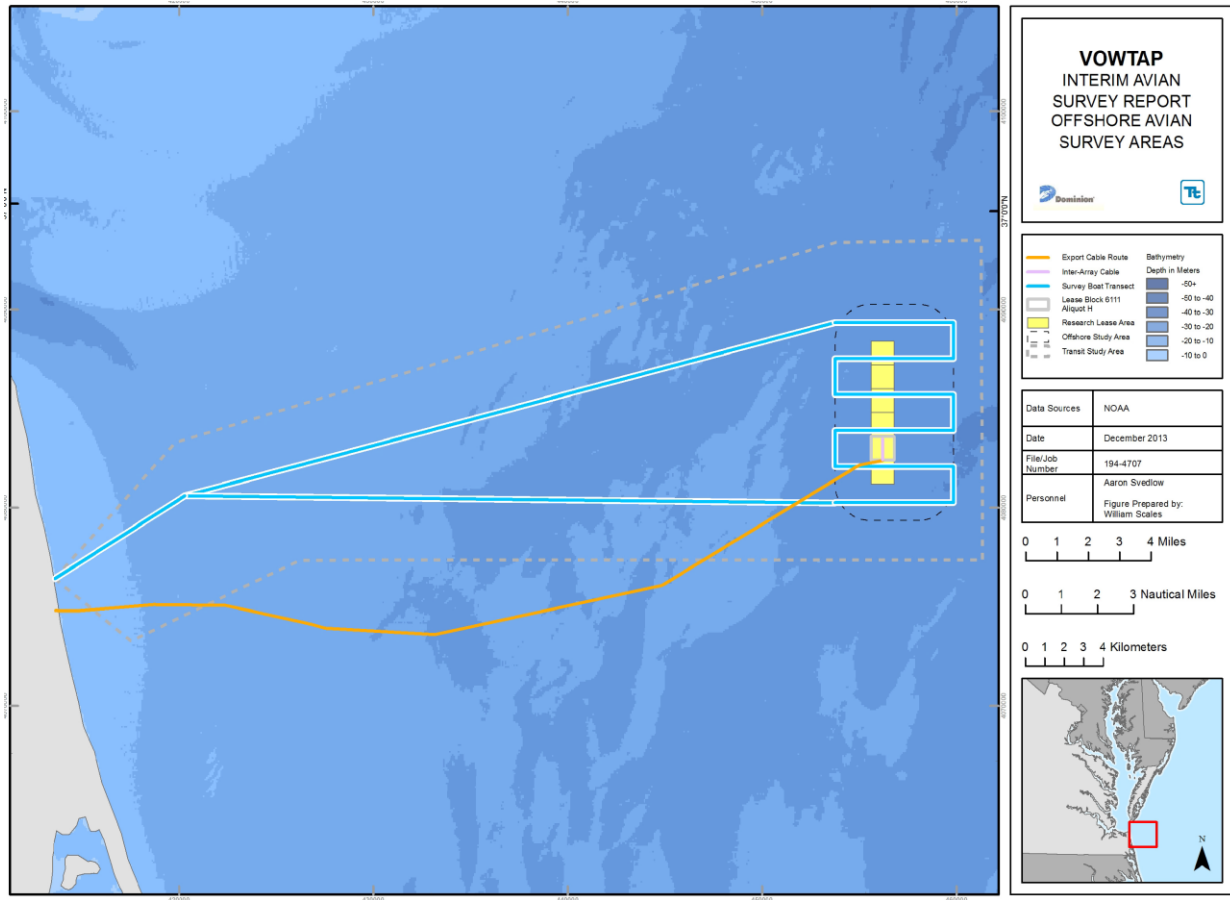 VOWTAP
INTERIM AVIAN
SURVEY REPORT
OFFSHORE AVIAN
SURVEY AREAS
Dominion
Tt
Export Cable Route
Inter-Array Cable
Survey Boat Transect
Lease Block 6111
Aliquot H
Research Lease Area
Offshore Study Area
Transit Study Area
Bathymetry
Depth in Meters
-50+
-50 to -40
-40 to -30
-30 to -20
-20 to -10
-10 to 0
Data Sources NOAA
Date December 2013
File/Job
Number 194-4707
Personnel Aaron Svedlow
Figure Prepared by:
William Scales
0 1 2 3 4 Miles
0 1 2 3 Nautical Miles
0 1 2 3 4 Kilometers
N
37°0'0"N